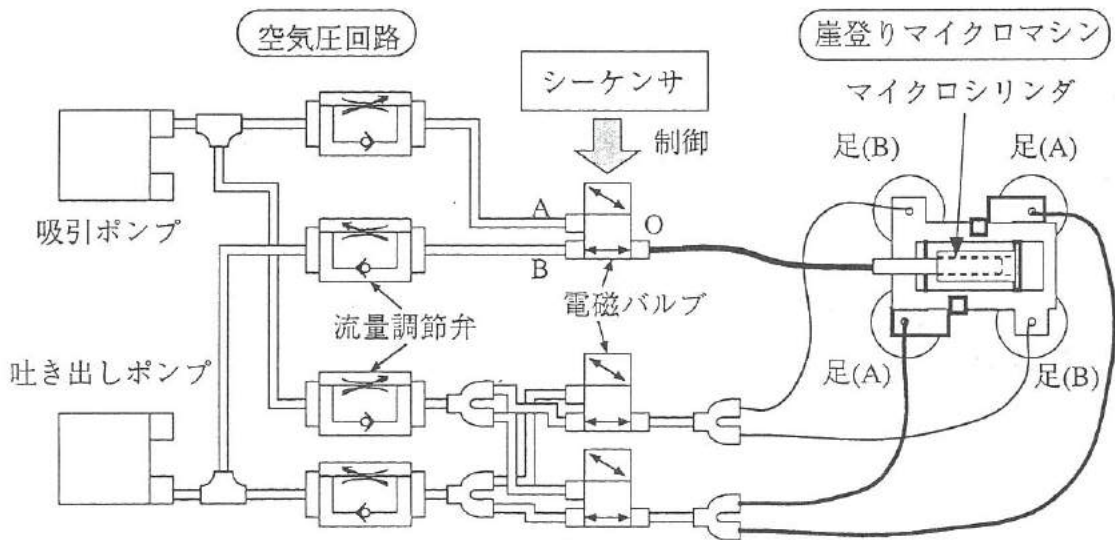 空気圧回路
崖登りマイクロマシン
シーケンサ
マイクロシリンダ
制御
足(B)
足(A)
吸引ポンプ
A
O
B
電磁バルブ
流量調節弁
吐き出しポンプ
足(A)
足(B)